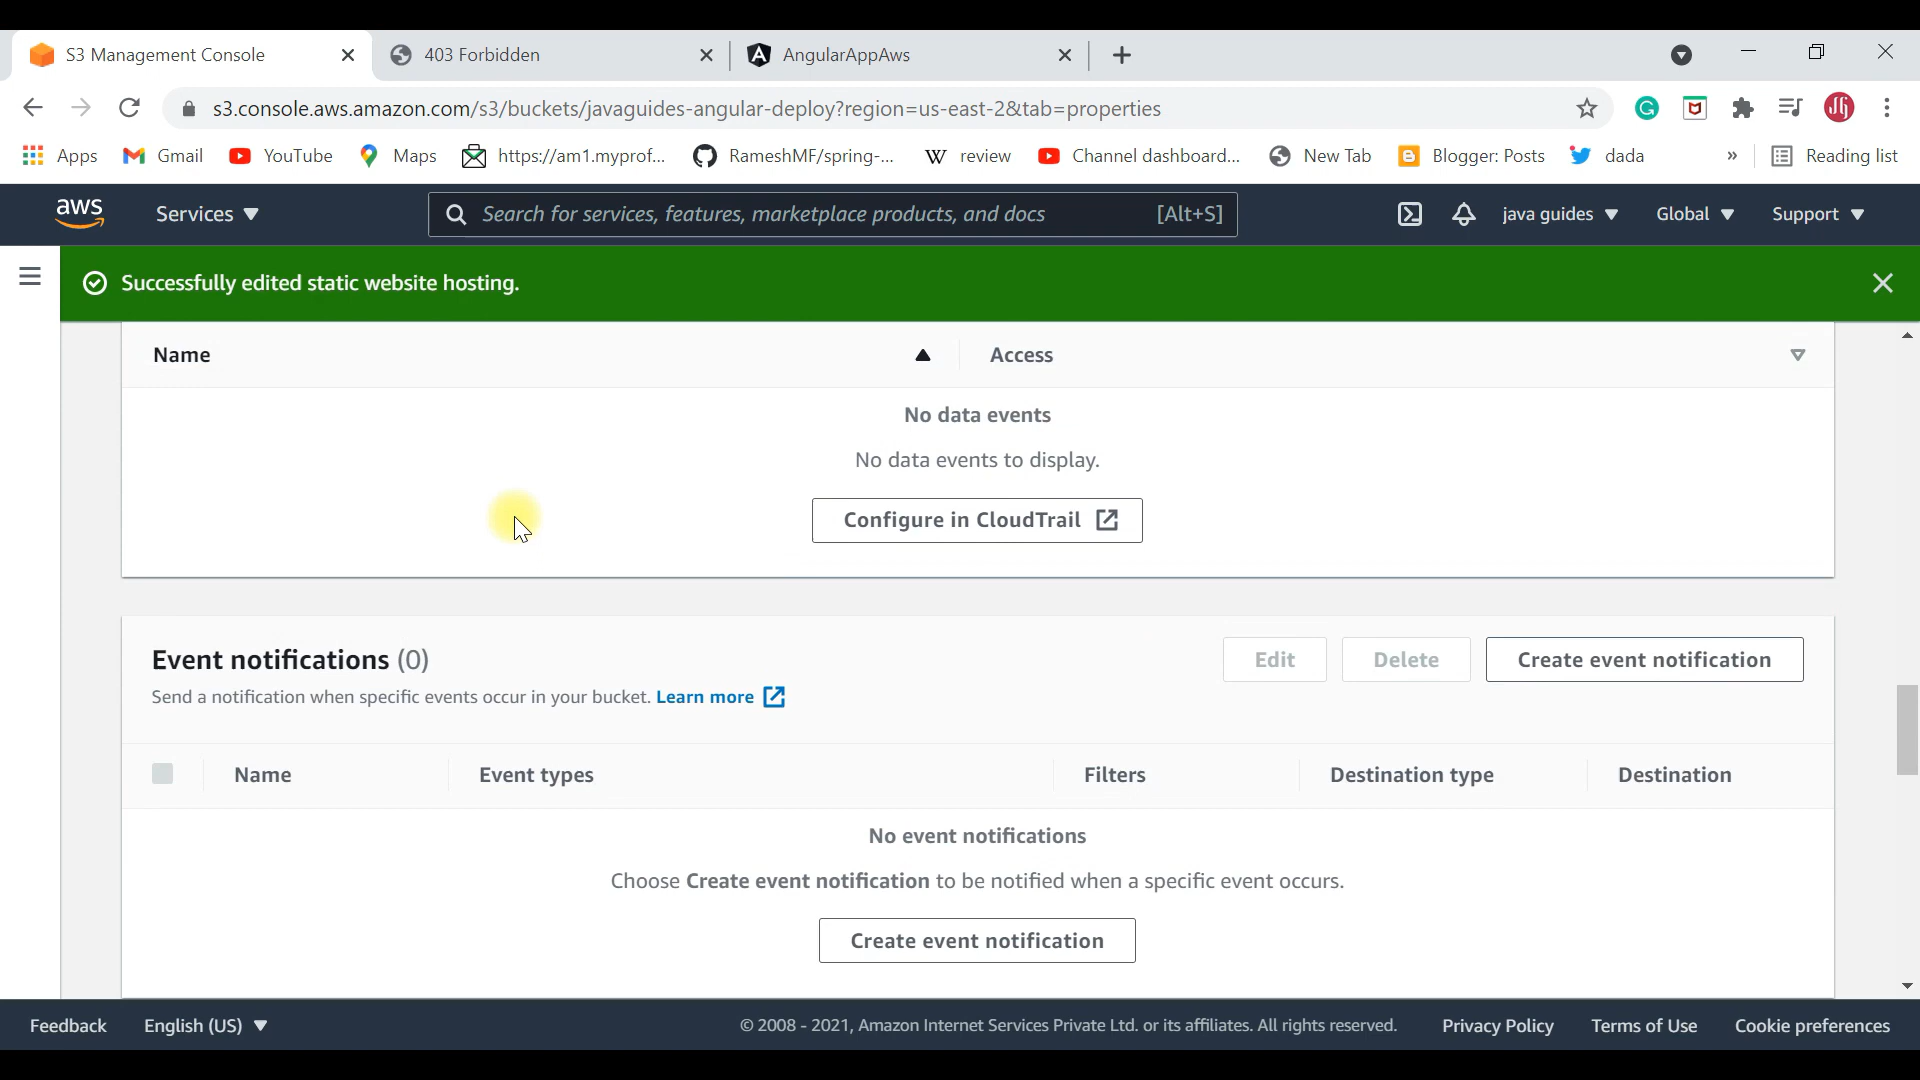 S3 Management Console
403 Forbidden
AngularAppAws
s3.console.aws.amazon.com/s3/buckets/javaguides-angular-deploy?region=us-east-2&tab=properties
Apps Gmail YouTube Maps https://am1.myprof... RameshMF/spring-... review Channel dashboard... New Tab Blogger: Posts dada » Reading list
aws Services Search for services, features, marketplace products, and docs [Alt+S] java guides Global Support
Successfully edited static website hosting.
Name Access
No data events
No data events to display.
Configure in CloudTrail
Event notifications (0) Edit Delete Create event notification
Send a notification when specific events occur in your bucket. Learn more
Name Event types Filters Destination type Destination
No event notifications
Choose Create event notification to be notified when a specific event occurs.
Create event notification
Feedback English (US) © 2008 - 2021, Amazon Internet Services Private Ltd. or its affiliates. All rights reserved. Privacy Policy Terms of Use Cookie preferences